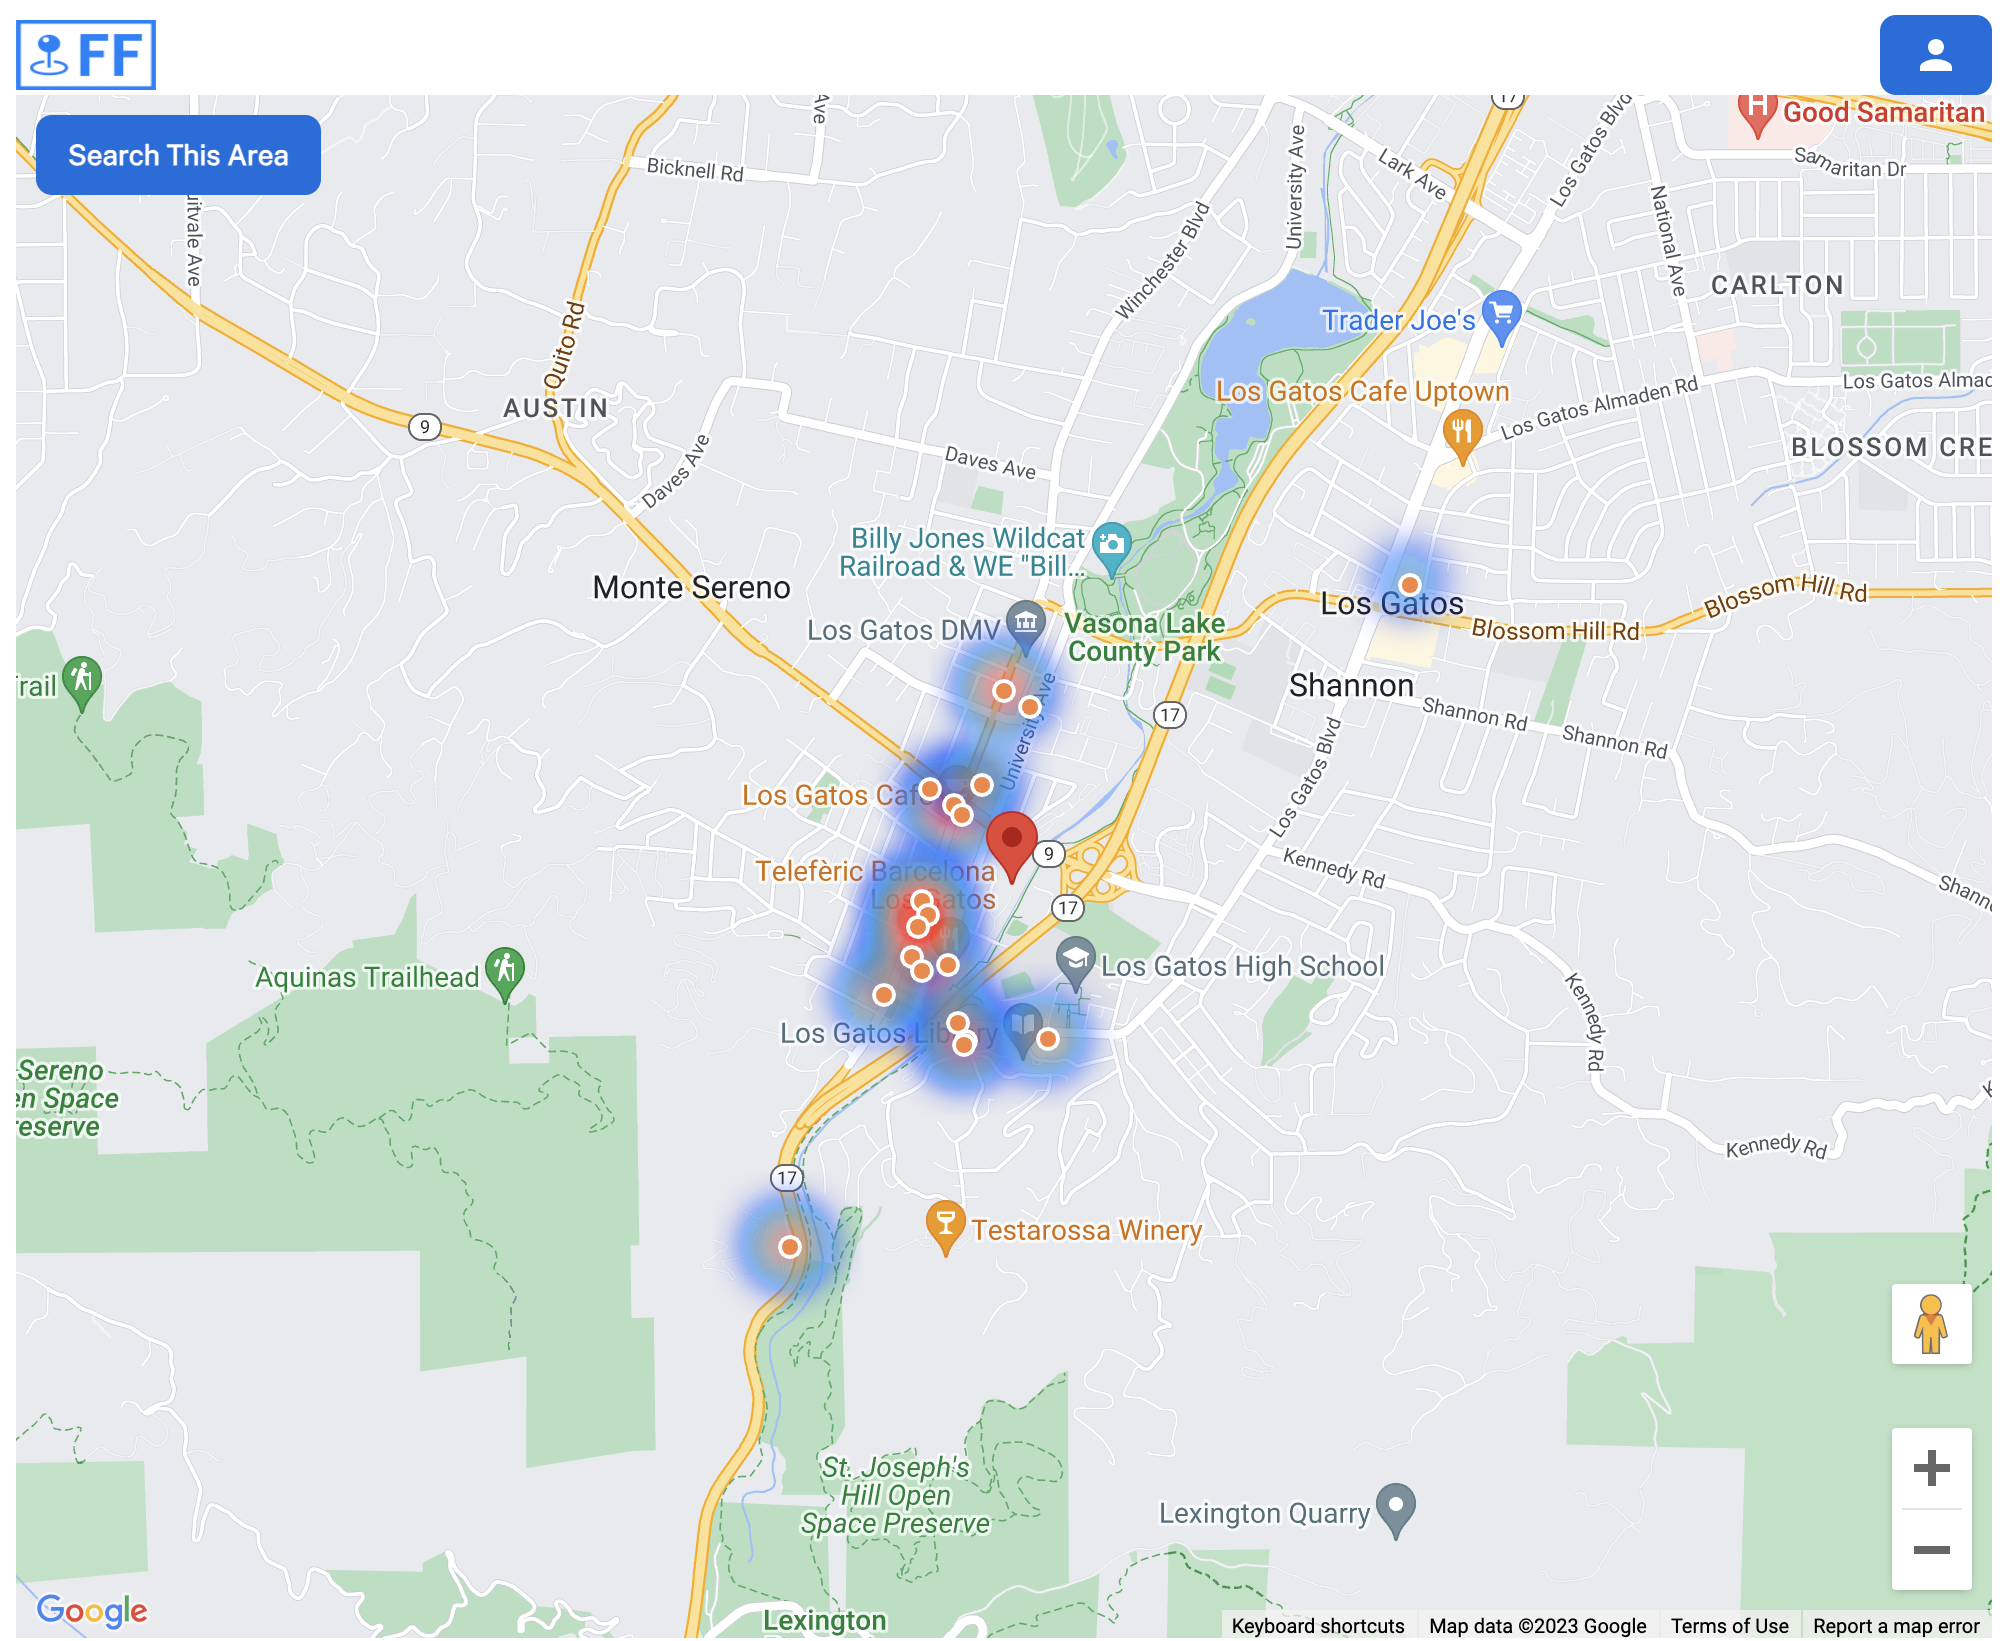 FF
Search This Area
17
Good Samaritan
Samaritan Dr
Bicknell Rd
Ave
University Ave
Lark Ave
Los Gatos Blvd
National Ave
Winchester Blvd
CARLTON
Trader Joe's
Quito Rd
Los Gatos Cafe Uptown
Los Gatos Almaden Rd
AUSTIN
9
Daves Ave
Daves Ave
BLOSSOM CRE
Billy Jones Wildcat
Railroad & WE "Bill...
Monte Sereno
Los Gatos
Blossom Hill Rd
Blossom Hill Rd
Los Gatos DMV
Vasona Lake
County Park
rail
Shannon
17
Shannon Rd
Shannon Rd
University Ave
Los Gatos Blvd
Los Gatos Cafe
9
Kennedy Rd
Telefèric Barcelona
Los Gatos
17
Aquinas Trailhead
Los Gatos High School
Kennedy Rd
Los Gatos Library
Sereno
en Space
reserve
Kennedy Rd
17
Testarossa Winery
St. Joseph's
Hill Open
Space Preserve
Lexington Quarry
Google
Lexington
Keyboard shortcuts
Map data ©2023 Google
Terms of Use
Report a map error